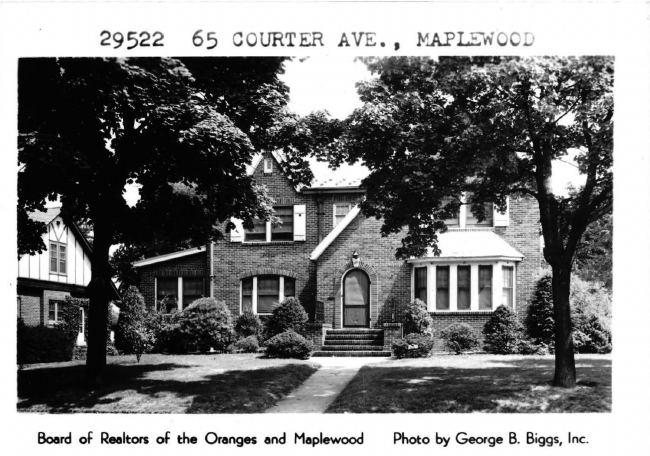 29522 65 COURTER AVE., MAPLEWOOD
Board of Realtors of the Oranges and Maplewood Photo by George B. Biggs, Inc.